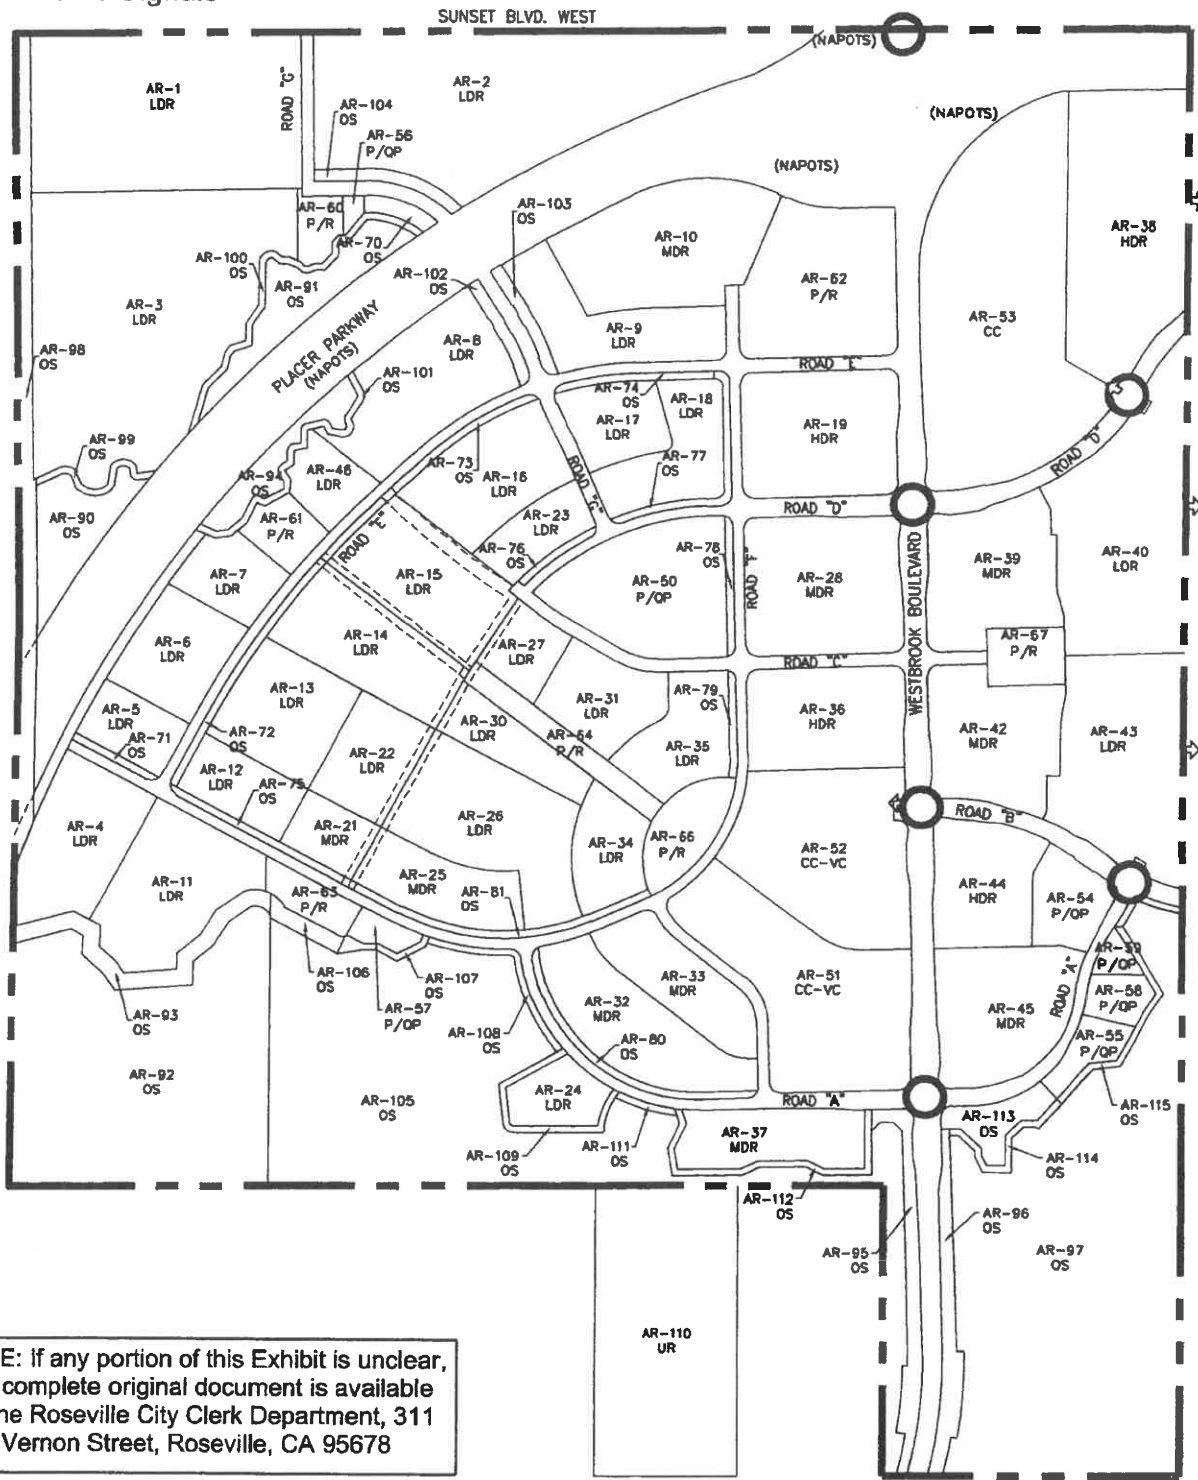 SUNSET BLVD. WEST
(NAPOTS)
AR-1
LDR
ROAD "G"
AR-2
LDR
AR-104
OS
AR-56
P/QP
(NAPOTS)
(NAPOTS)
AR-60
P/R
AR-70
OS
AR-103
OS
AR-10
MDR
AR-38
HDR
AR-100
OS
AR-91
OS
AR-102
OS
AR-62
P/R
AR-3
LDR
AR-53
CC
AR-98
OS
PLACER PARKWAY
(NAPOTS)
AR-8
LDR
AR-9
LDR
ROAD "E"
AR-101
OS
AR-74
OS
AR-18
LDR
AR-17
LDR
AR-19
HDR
AR-99
OS
AR-94
OS
AR-46
LDR
AR-73
OS
AR-16
LDR
ROAD "G"
AR-77
OS
ROAD "D"
AR-90
OS
AR-61
P/R
ROAD "E"
AR-23
LDR
ROAD "D"
AR-7
LDR
AR-15
LDR
AR-76
OS
AR-50
P/QP
AR-78
OS
ROAD "F"
AR-28
MDR
WESTBROOK BOULEVARD
AR-39
MDR
AR-40
LDR
AR-6
LDR
AR-14
LDR
AR-27
LDR
ROAD "C"
AR-67
P/R
AR-5
LDR
AR-71
OS
AR-72
OS
AR-13
LDR
AR-31
LDR
AR-79
OS
AR-36
HDR
AR-30
LDR
AR-64
P/R
AR-35
LDR
AR-42
MDR
AR-43
LDR
AR-12
LDR
AR-75
OS
AR-22
LDR
AR-4
LDR
AR-21
MDR
AR-26
LDR
AR-34
LDR
AR-66
P/R
AR-52
CC-VC
ROAD "B"
AR-11
LDR
AR-63
P/R
AR-25
MDR
AR-81
OS
AR-44
HDR
AR-54
P/QP
AR-59
P/QP
AR-106
OS
AR-107
OS
AR-57
P/QP
AR-33
MDR
AR-51
CC-VC
ROAD "A"
AR-58
P/QP
AR-93
OS
AR-108
OS
AR-32
MDR
AR-45
MDR
AR-55
P/QP
AR-92
OS
AR-80
OS
AR-105
OS
AR-24
LDR
ROAD "A"
AR-115
OS
AR-113
OS
AR-109
OS
AR-111
OS
AR-37
MDR
AR-114
OS
AR-112
OS
AR-96
OS
AR-95
OS
AR-97
OS
AR-110
UR
E: If any portion of this Exhibit is unclear,
complete original document is available
ne Roseville City Clerk Department, 311
Vernon Street, Roseville, CA 95678